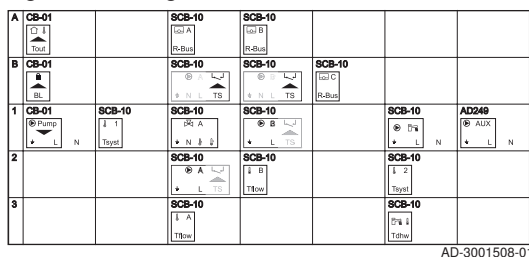 A CB-01 SCB-10 SCB-10
A B
Tout R-Bus R-Bus
B CB-01 SCB-10 SCB-10 SCB-10
A B C
BL N L TS N L TS R-Bus
1 CB-01 SCB-10 SCB-10 SCB-10 SCB-10 AD249
Pump 1 A B AUX
L N Tsyst N L TS L N L N
2 SCB-10 SCB-10 SCB-10
A B 2
L TS Tflow Tsyst
3 SCB-10 SCB-10
A
Tflow Tdhw
AD-3001508-01